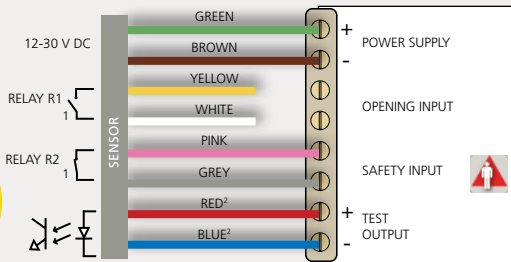 GREEN
12-30 V DC
+
POWER SUPPLY
BROWN
-
YELLOW
RELAY R1
1
OPENING INPUT
WHITE
SENSOR
PINK
RELAY R2
1
SAFETY INPUT
GREY
RED²
+
TEST
OUTPUT
BLUE²
-